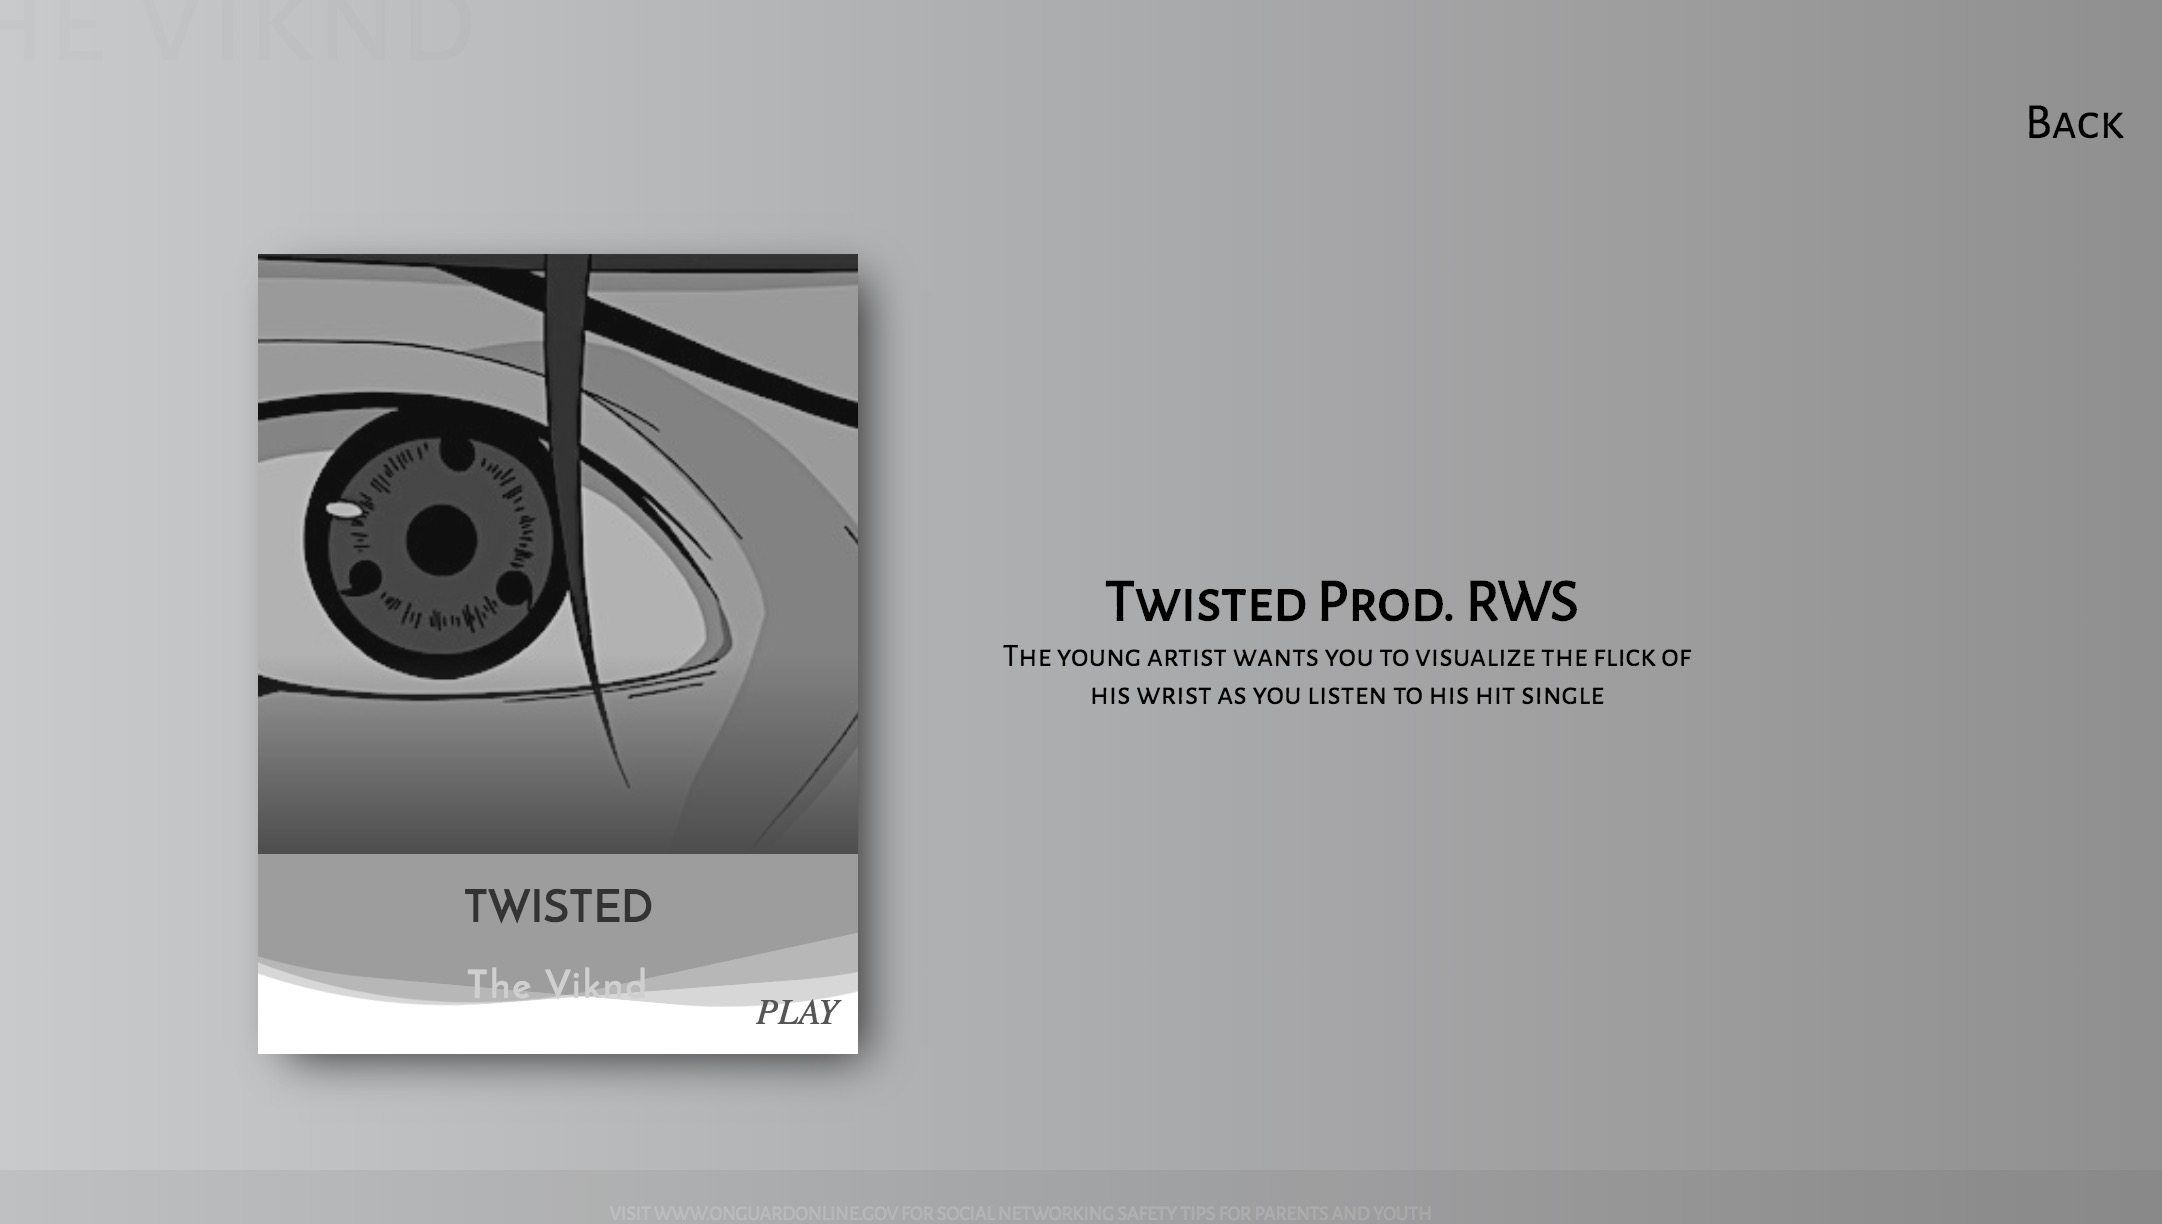 HE VIKND
Back
TWISTED
The Viknd
PLAY
Twisted Prod. RWS
The young artist wants you to visualize the flick of
his wrist as you listen to his hit single
VISIT WWW.ONGUARDONLINE.GOV FOR SOCIAL NETWORKING SAFETY TIPS FOR PARENTS AND YOUTH